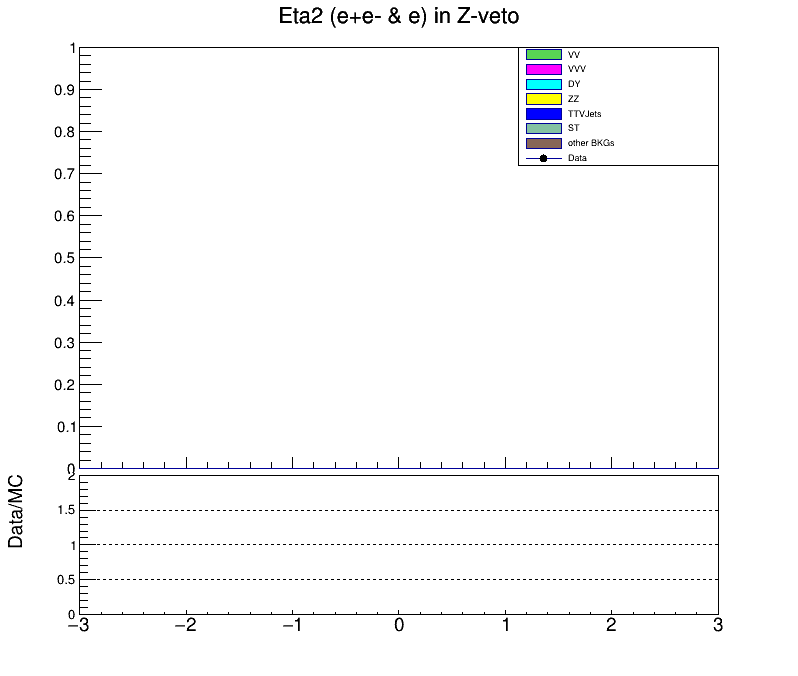 Eta2 (e+e- & e) in Z-veto
1
0.9
0.8
0.7
0.6
0.5
0.4
0.3
0.2
0.1
0
VV
VVV
DY
ZZ
TTVJets
ST
other BKGs
Data
Data/MC
2
1.5
1
0.5
0
−3 −2 −1 0 1 2 3